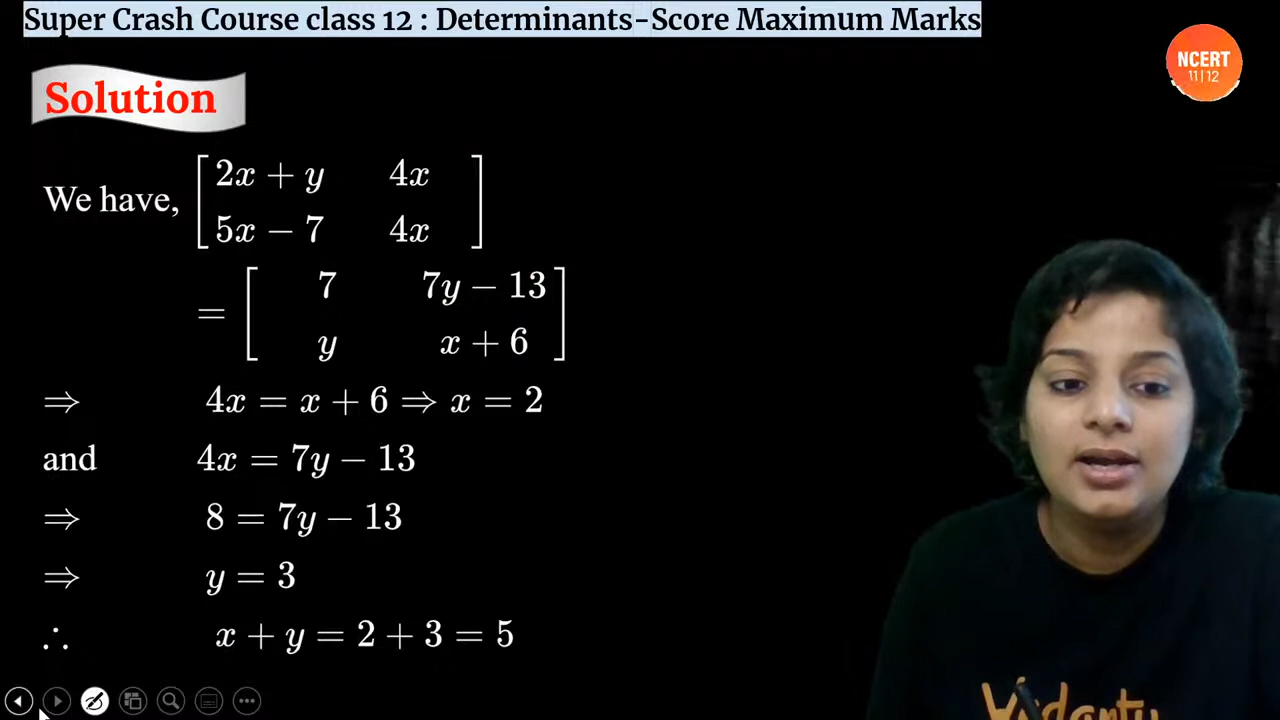 Super Crash Course class 12 : Determinants-Score Maximum Marks
NCERT
11|12
Solution
We have, [2x + y 4x
5x − 7 4x]
= [7 7y − 13
y x + 6]
⇒ 4x = x + 6 ⇒ x = 2
and 4x = 7y − 13
⇒ 8 = 7y − 13
⇒ y = 3
∴ x + y = 2 + 3 = 5
Vedantu